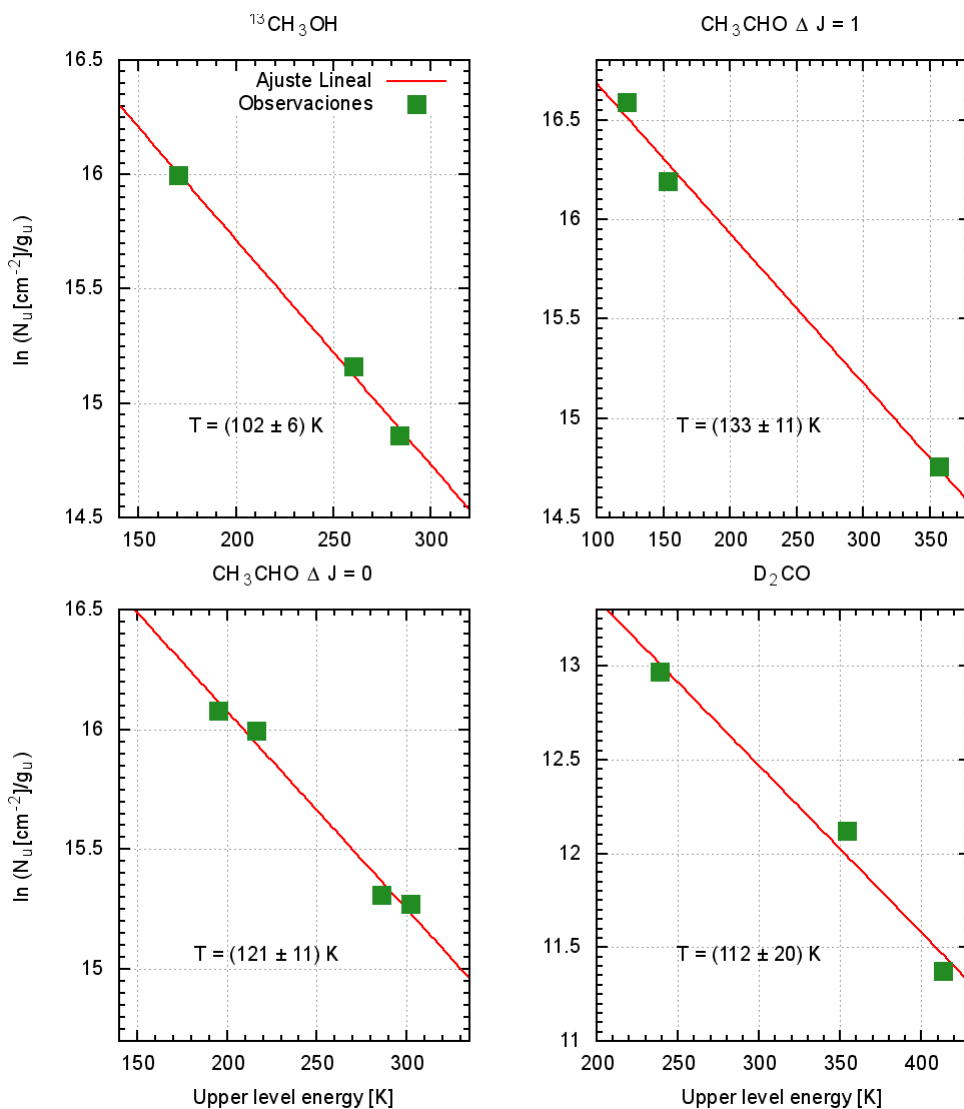 ¹³CH₃OH
16.5
16
15.5
15
14.5
150 200 250 300
ln (Nᵤ[cm⁻²]/gᵤ)
Ajuste Lineal
Observaciones
T = (102 ± 6) K
CH₃CHO Δ J = 1
16.5
16
15.5
15
14.5
100 150 200 250 300 350
T = (133 ± 11) K
CH₃CHO Δ J = 0
16.5
16
15.5
15
150 200 250 300
ln (Nᵤ[cm⁻²]/gᵤ)
T = (121 ± 11) K
Upper level energy [K]
D₂CO
13
12.5
12
11.5
11
200 250 300 350 400
T = (112 ± 20) K
Upper level energy [K]